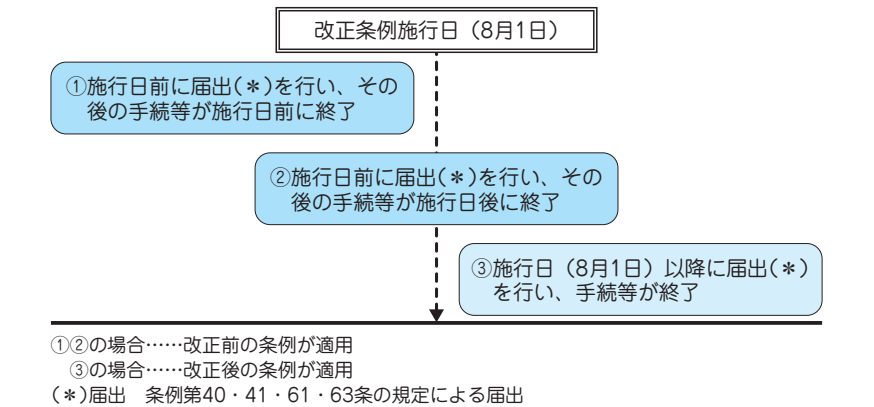 改正条例施行日（8月1日）
①施行日前に届出(＊)を行い、その
後の手続等が施行日前に終了
②施行日前に届出(＊)を行い、その
後の手続等が施行日後に終了
③施行日（8月1日）以降に届出(＊)
を行い、手続等が終了
①②の場合……改正前の条例が適用
③の場合……改正後の条例が適用
(＊)届出　条例第40・41・61・63条の規定による届出